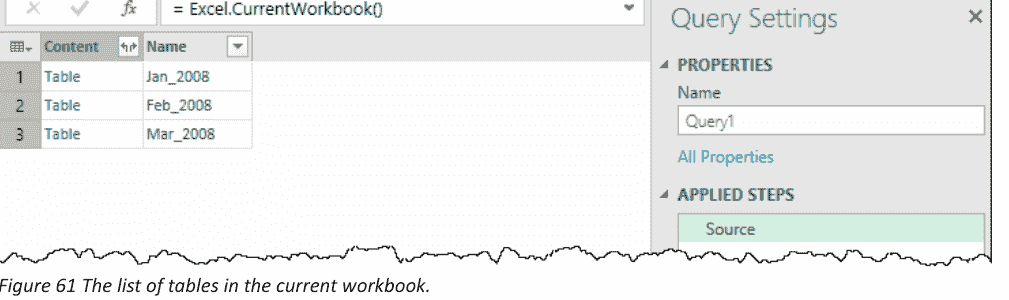 fx = Excel.CurrentWorkbook()
Query Settings
Content Name
1 Table Jan_2008
2 Table Feb_2008
3 Table Mar_2008
PROPERTIES
Name
Query1
All Properties
APPLIED STEPS
Source
Figure 61 The list of tables in the current workbook.